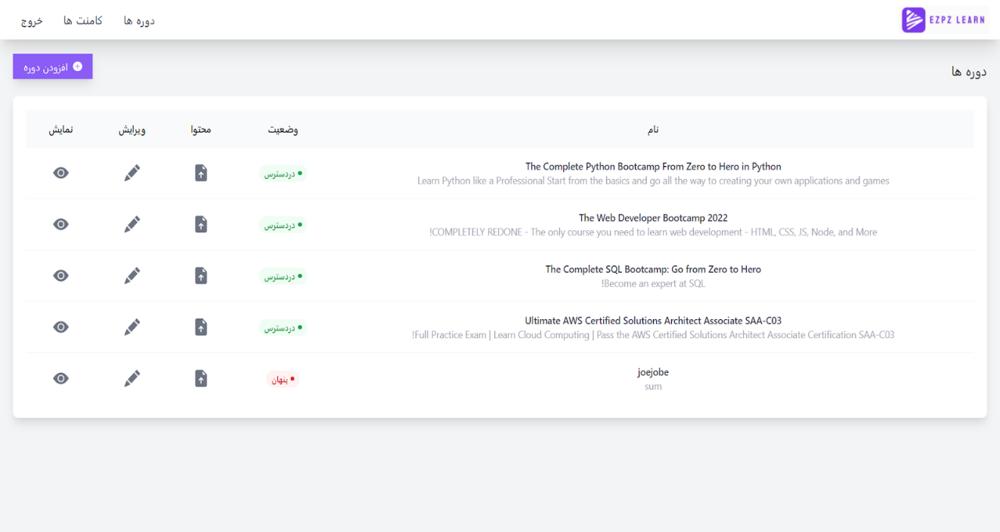 EZPZ LEARN
دوره ها
کامنت ها
خروج
دوره ها
افزودن دوره
نام
وضعیت
محتوا
ویرایش
نمایش
The Complete Python Bootcamp From Zero to Hero in Python
Learn Python like a Professional Start from the basics and go all the way to creating your own applications and games
دردسترس
The Web Developer Bootcamp 2022
!COMPLETELY REDONE - The only course you need to learn web development - HTML, CSS, JS, Node, and More
دردسترس
The Complete SQL Bootcamp: Go from Zero to Hero
!Become an expert at SQL
دردسترس
Ultimate AWS Certified Solutions Architect Associate SAA-C03
!Full Practice Exam | Learn Cloud Computing | Pass the AWS Certified Solutions Architect Associate Certification SAA-C03
دردسترس
joejobe
sum
پنهان